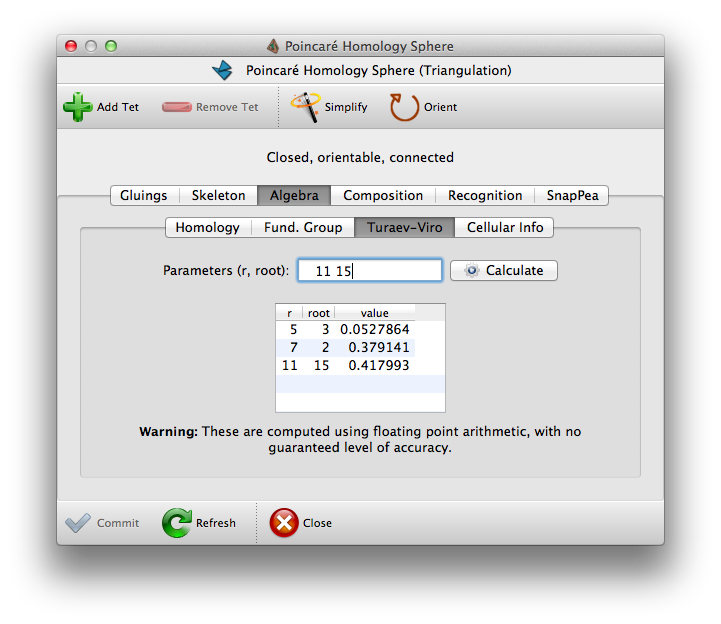 Poincaré Homology Sphere
Poincaré Homology Sphere (Triangulation)
Add Tet Remove Tet Simplify Orient
Closed, orientable, connected
Gluings Skeleton Algebra Composition Recognition SnapPea
Homology Fund. Group Turaev-Viro Cellular Info
Parameters (r, root): 11 15 Calculate
r root value
5 3 0.0527864
7 2 0.379141
11 15 0.417993
Warning: These are computed using floating point arithmetic, with no
guaranteed level of accuracy.
Commit Refresh Close